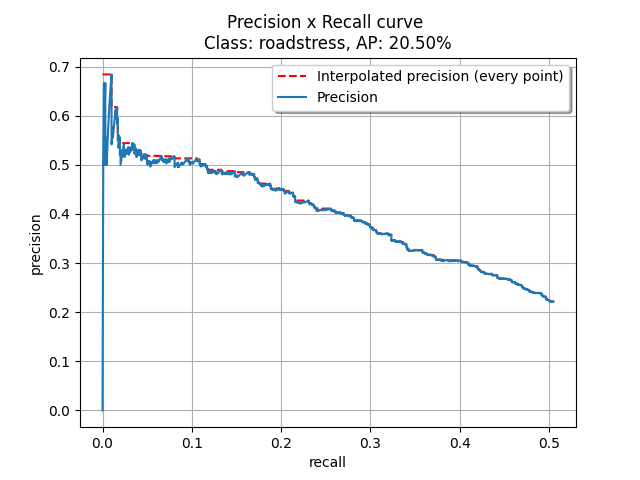 Precision x Recall curve
Class: roadstress, AP: 20.50%
Interpolated precision (every point)
Precision
0.7
0.6
0.5
0.4
0.3
0.2
0.1
0.0
precision
0.0 0.1 0.2 0.3 0.4 0.5
recall